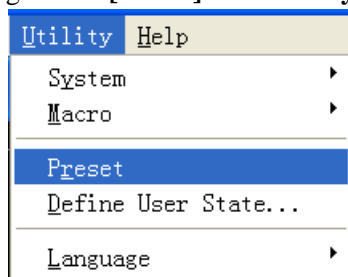 Utility Help
System
Macro
Preset
Define User State...
Language